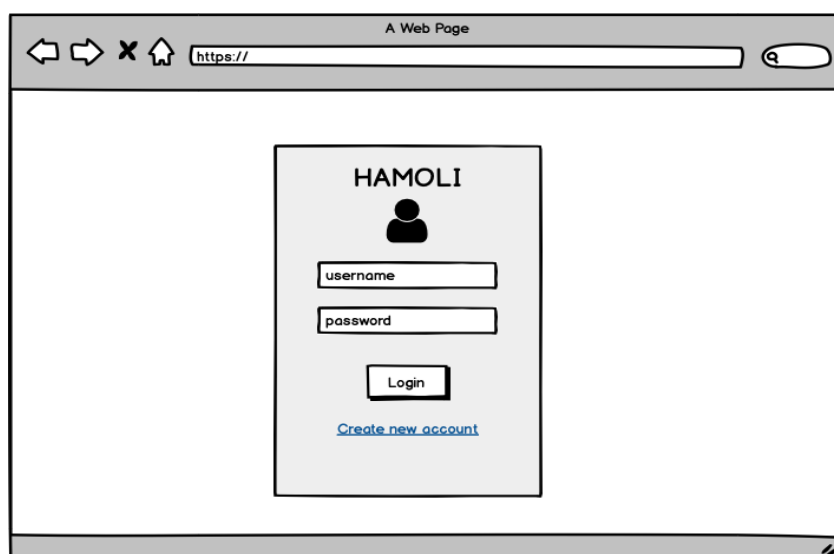 A Web Page
https://
HAMOLI
username
password
Login
Create new account